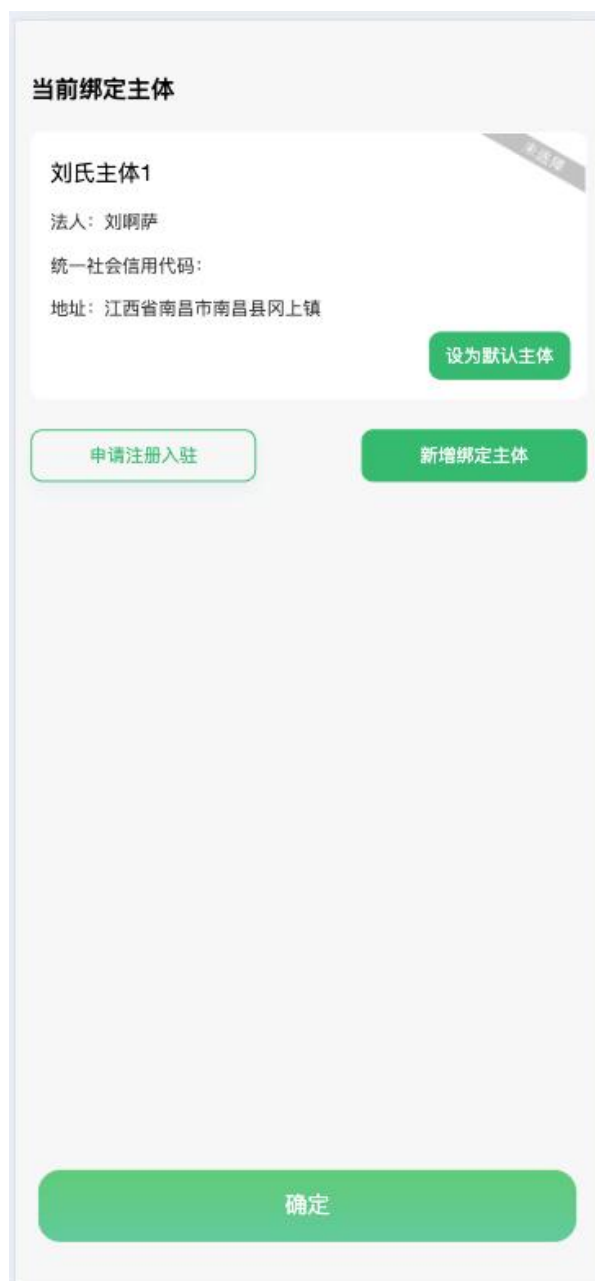 当前绑定主体
未选择
刘氏主体1
法人：刘啊萨
统一社会信用代码：
地址：江西省南昌市南昌县冈上镇
设为默认主体
申请注册入驻
新增绑定主体
确定